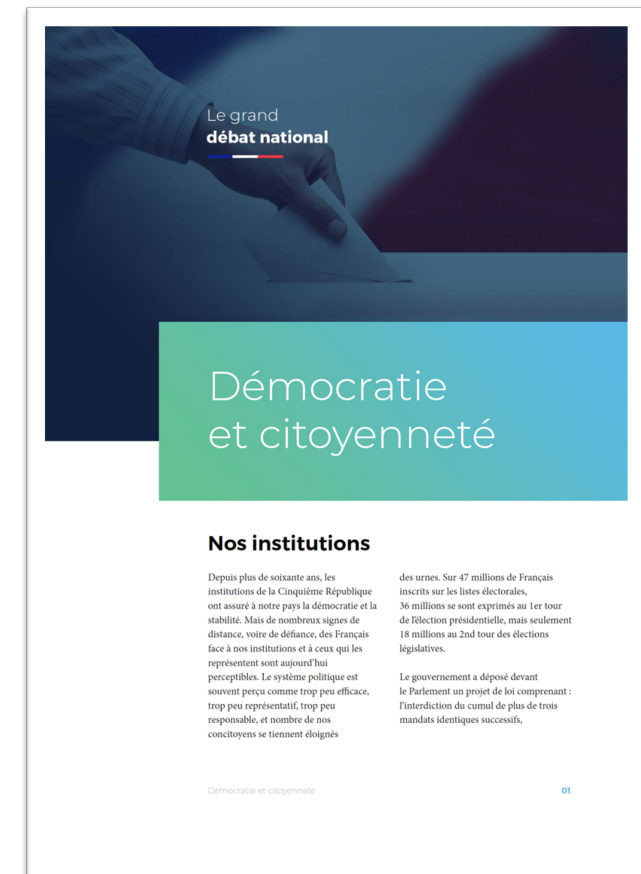 Le grand
débat national
Démocratie
et citoyenneté
Nos institutions
Depuis plus de soixante ans, les
institutions de la Cinquième République
ont assuré à notre pays la démocratie et la
stabilité. Mais de nombreux signes de
distance, voire de défiance, des Français
face à nos institutions et à ceux qui les
représentent sont aujourd’hui
perceptibles. Le système politique est
souvent perçu comme trop peu efficace,
trop peu représentatif, trop peu
responsable, et nombre de nos
concitoyens se tiennent éloignés
des urnes. Sur 47 millions de Français
inscrits sur les listes électorales,
36 millions se sont exprimés au 1er tour
de l’élection présidentielle, mais seulement
18 millions au 2nd tour des élections
législatives.
Le gouvernement a déposé devant
le Parlement un projet de loi comprenant :
l’interdiction du cumul de plus de trois
mandats identiques successifs,
Démocratie et citoyenneté
01